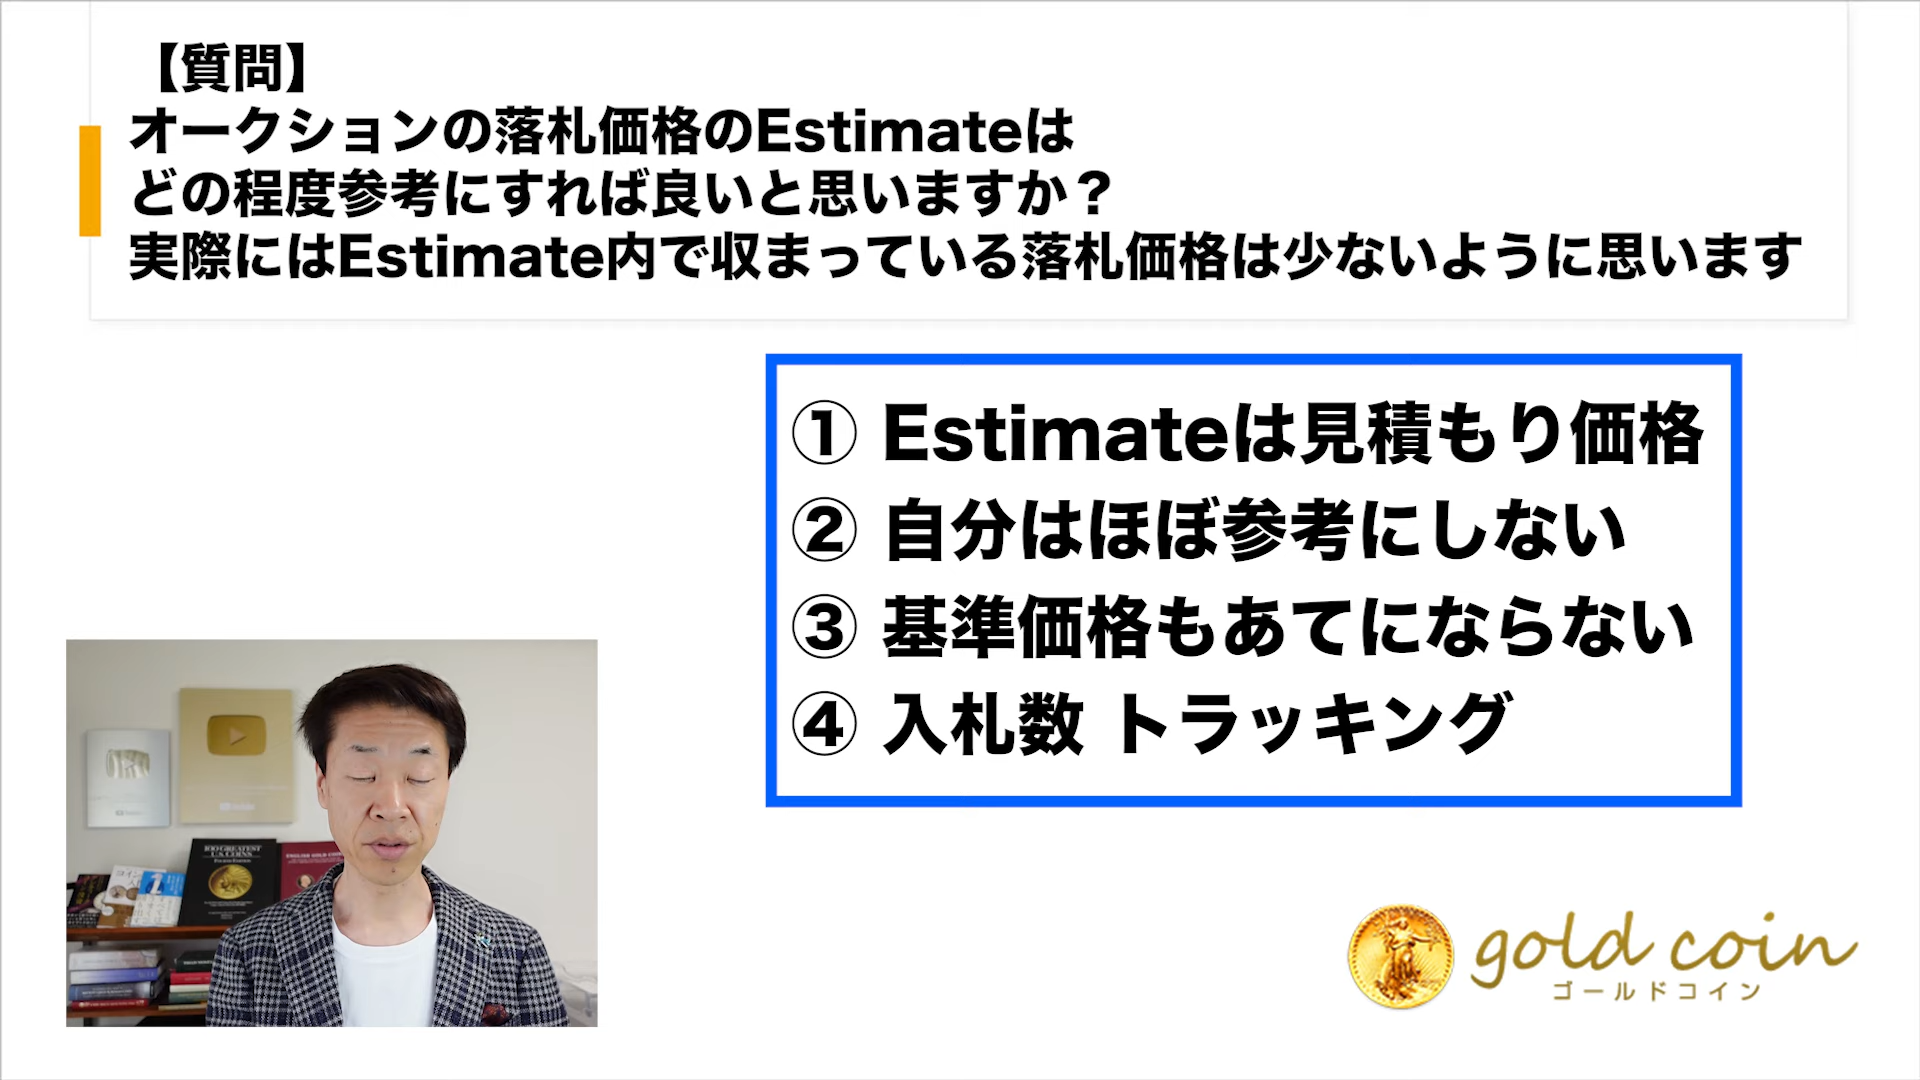 【質問】
オークションの落札価格のEstimateは
どの程度参考にすれば良いと思いますか？
実際にはEstimate内で収まっている落札価格は少ないように思います
① Estimateは見積もり価格
② 自分はほぼ参考にしない
③ 基準価格もあてにならない
④ 入札数 トラッキング
100 GREATEST
U.S. COINS
ENGLISH GOLD COINS
gold coin
ゴールドコイン